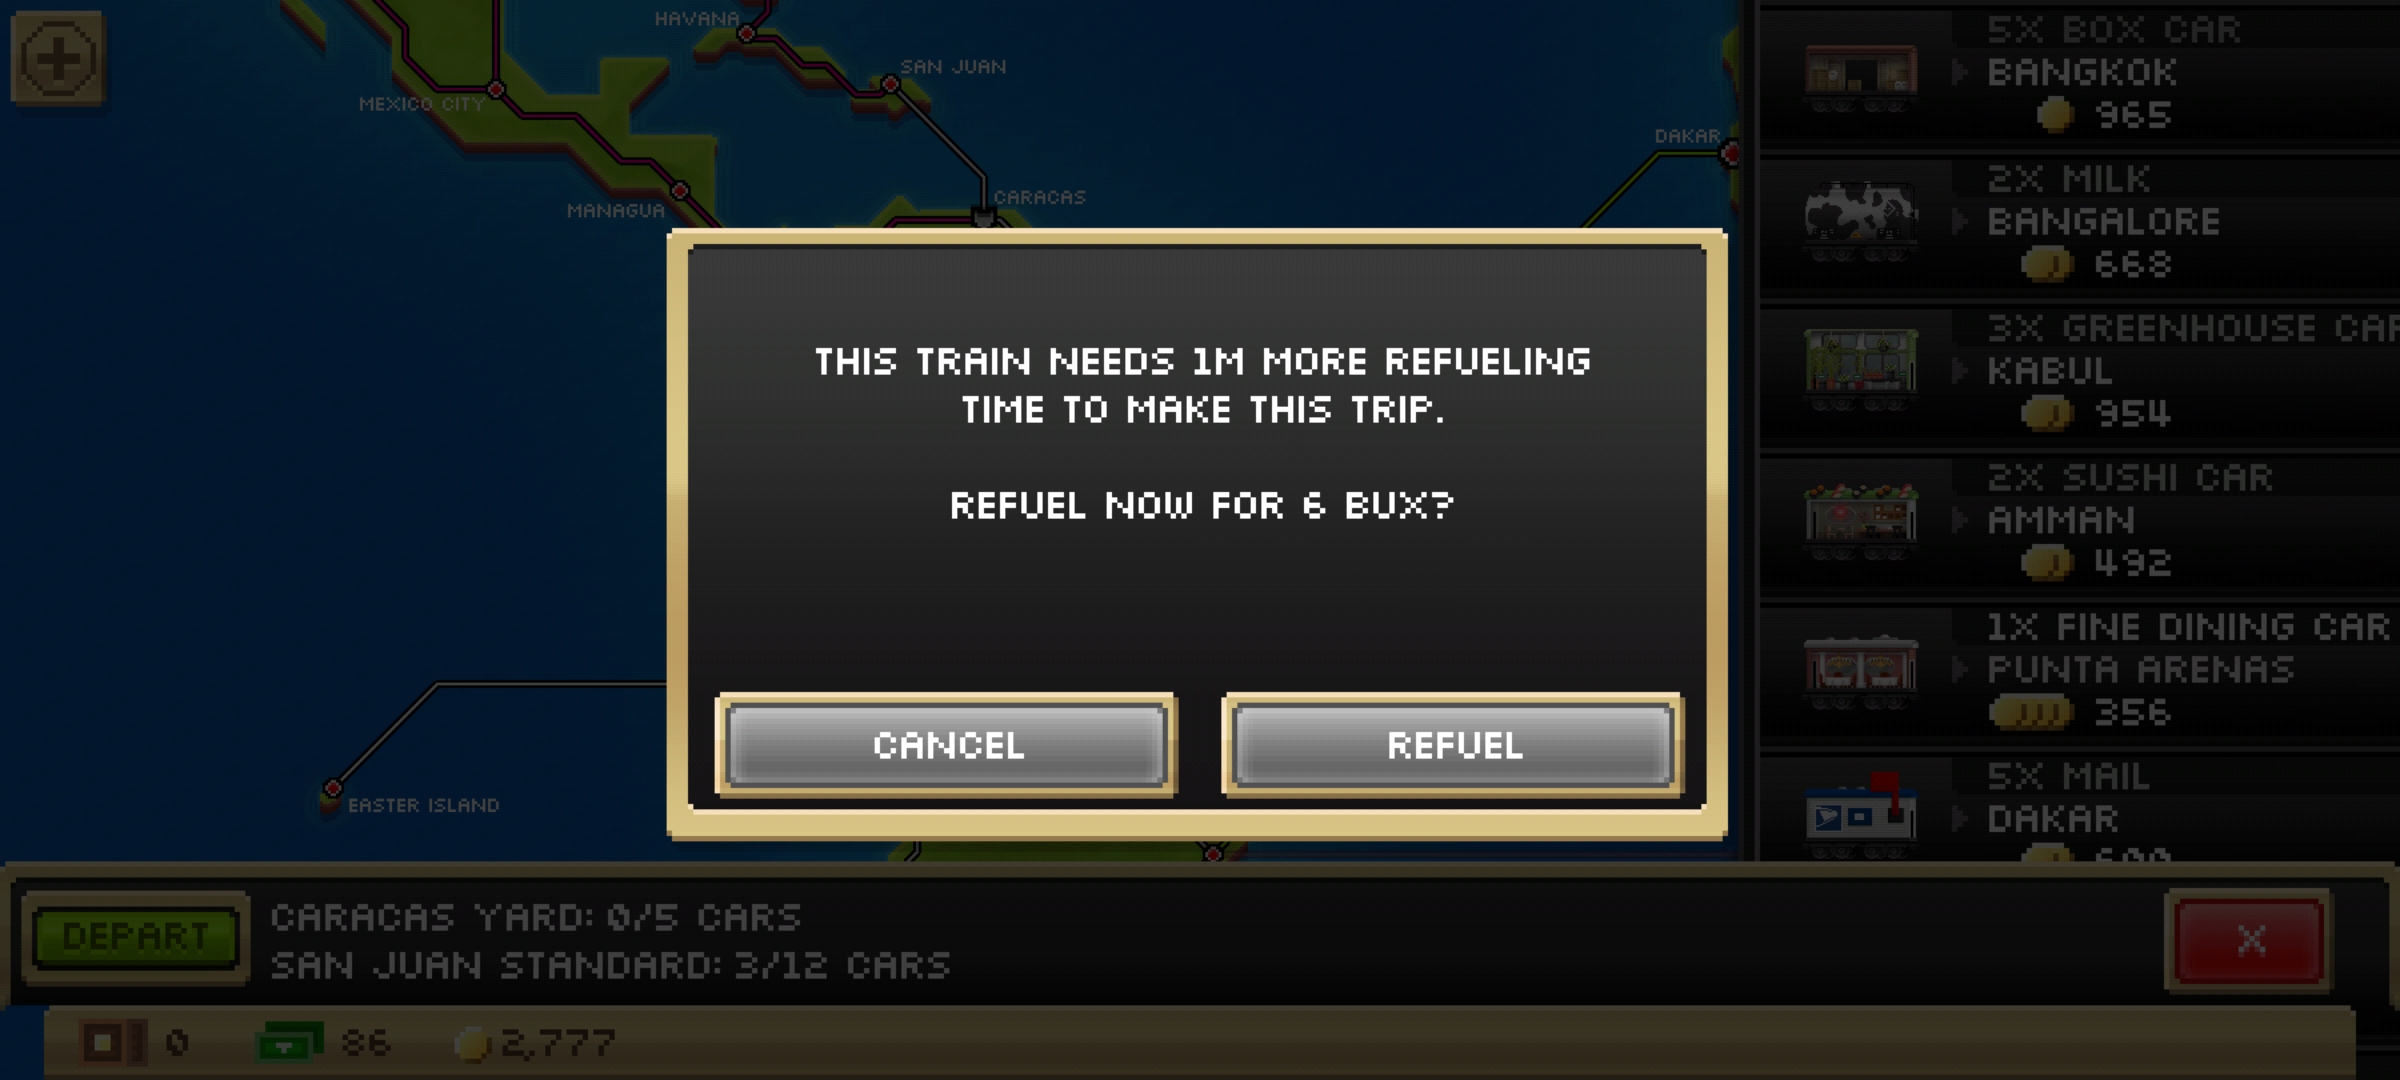 HAVANA
SAN JUAN
MEXICO CITY
DAKAR
CARACAS
MANAGUA
EASTER ISLAND
THIS TRAIN NEEDS 1M MORE REFUELING
TIME TO MAKE THIS TRIP.
REFUEL NOW FOR 6 BUX?
CANCEL
REFUEL
5X BOX CAR
BANGKOK
965
2X MILK
BANGALORE
668
3X GREENHOUSE CAR
KABUL
954
2X SUSHI CAR
AMMAN
492
1X FINE DINING CAR
PUNTA ARENAS
356
5X MAIL
DAKAR
DEPART
CARACAS YARD: 0/5 CARS
SAN JUAN STANDARD: 3/12 CARS
X
0
86
2,777